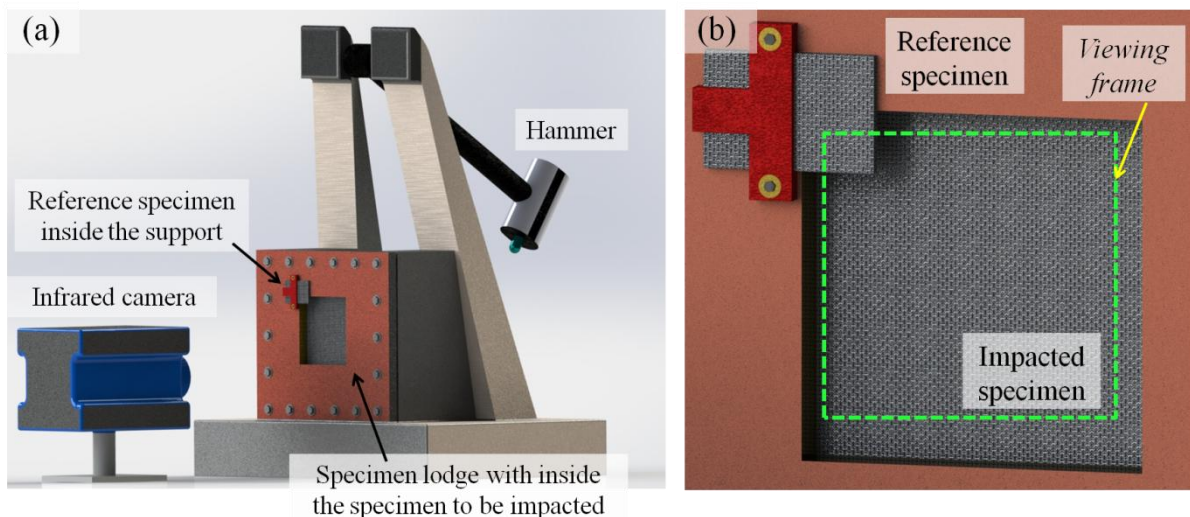 (a)
Hammer
Reference specimen
inside the support
Infrared camera
Specimen lodge with inside
the specimen to be impacted
(b)
Reference
specimen
Viewing
frame
Impacted
specimen